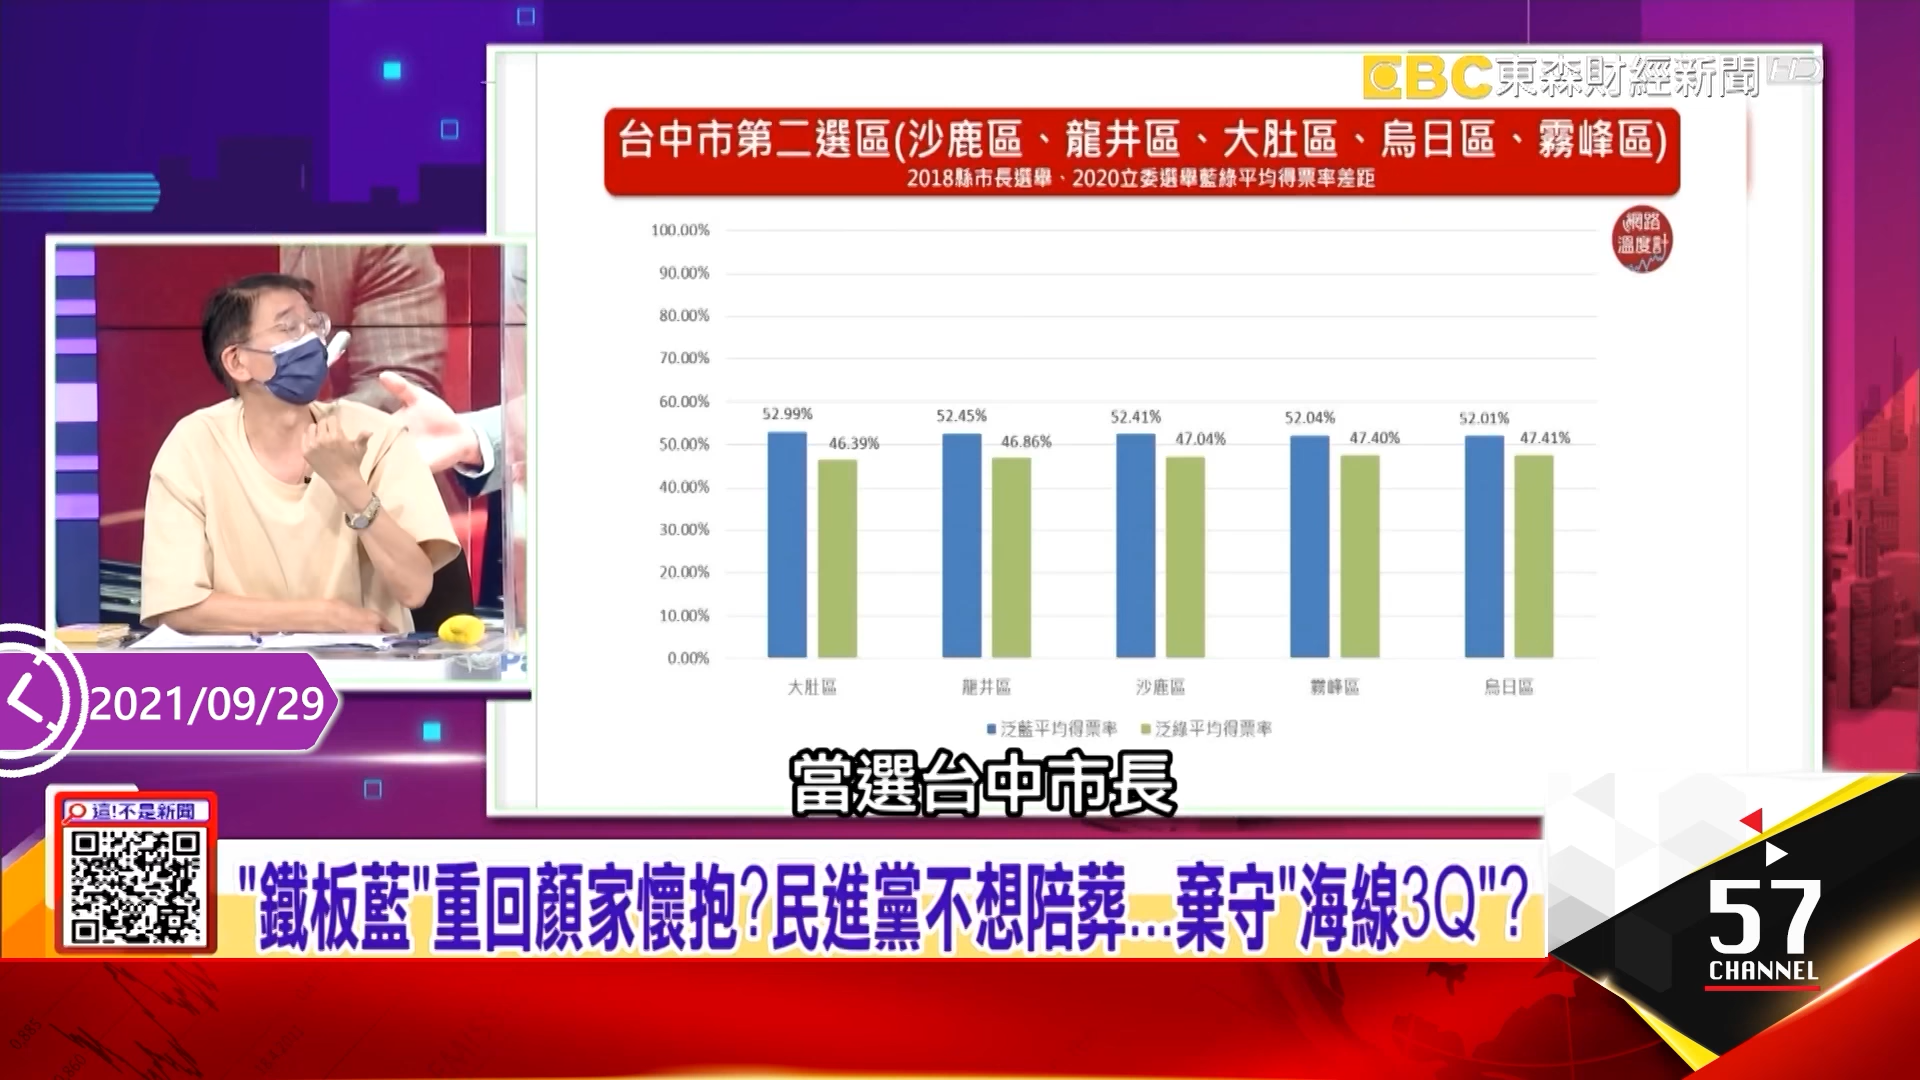 EBC東森財經新聞 HD
台中市第二選區(沙鹿區、龍井區、大肚區、烏日區、霧峰區)
2018縣市長選舉、2020立委選舉藍綠平均得票率差距
網路
溫度計
100.00%
90.00%
80.00%
70.00%
60.00%
50.00%
40.00%
30.00%
20.00%
10.00%
0.00%
52.99% 46.39%
52.45% 46.86%
52.41% 47.04%
52.04% 47.40%
52.01% 47.41%
大肚區 龍井區 沙鹿區 霧峰區 烏日區
泛藍平均得票率 泛綠平均得票率
2021/09/29
當選台中市長
這!不是新聞
"鐵板藍"重回顏家懷抱?民進黨不想陪葬...棄守"海線3Q"?
57
CHANNEL